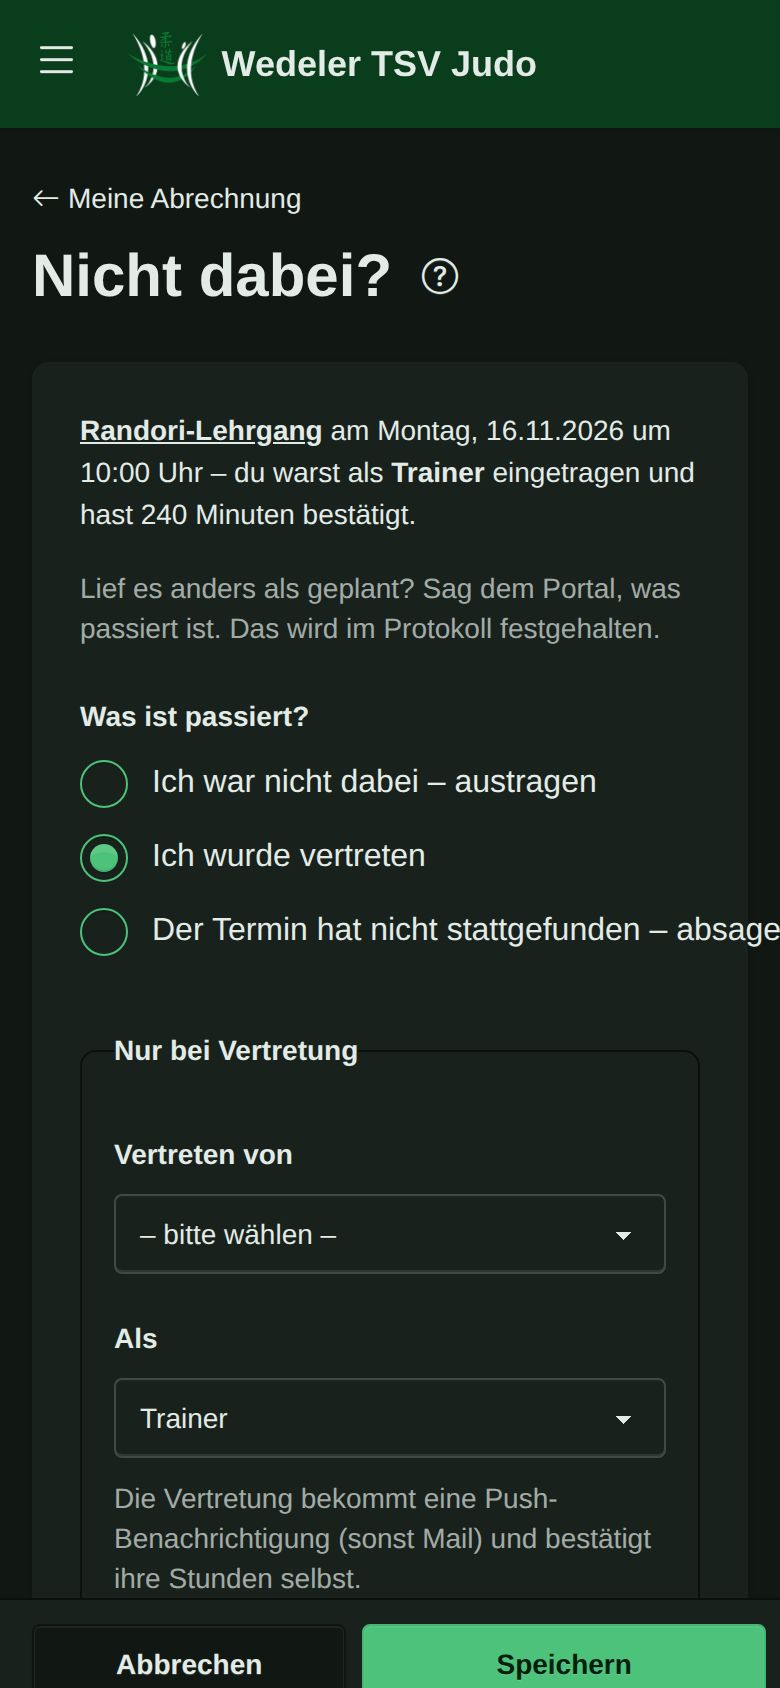 柔道
Wedeler TSV Judo
← Meine Abrechnung
Nicht dabei? ?
Randori-Lehrgang am Montag, 16.11.2026 um
10:00 Uhr – du warst als Trainer eingetragen und
hast 240 Minuten bestätigt.
Lief es anders als geplant? Sag dem Portal, was
passiert ist. Das wird im Protokoll festgehalten.
Was ist passiert?
Ich war nicht dabei – austragen
Ich wurde vertreten
Der Termin hat nicht stattgefunden – absage
Nur bei Vertretung
Vertreten von
– bitte wählen –
Als
Trainer
Die Vertretung bekommt eine Push-
Benachrichtigung (sonst Mail) und bestätigt
ihre Stunden selbst.
Abbrechen
Speichern